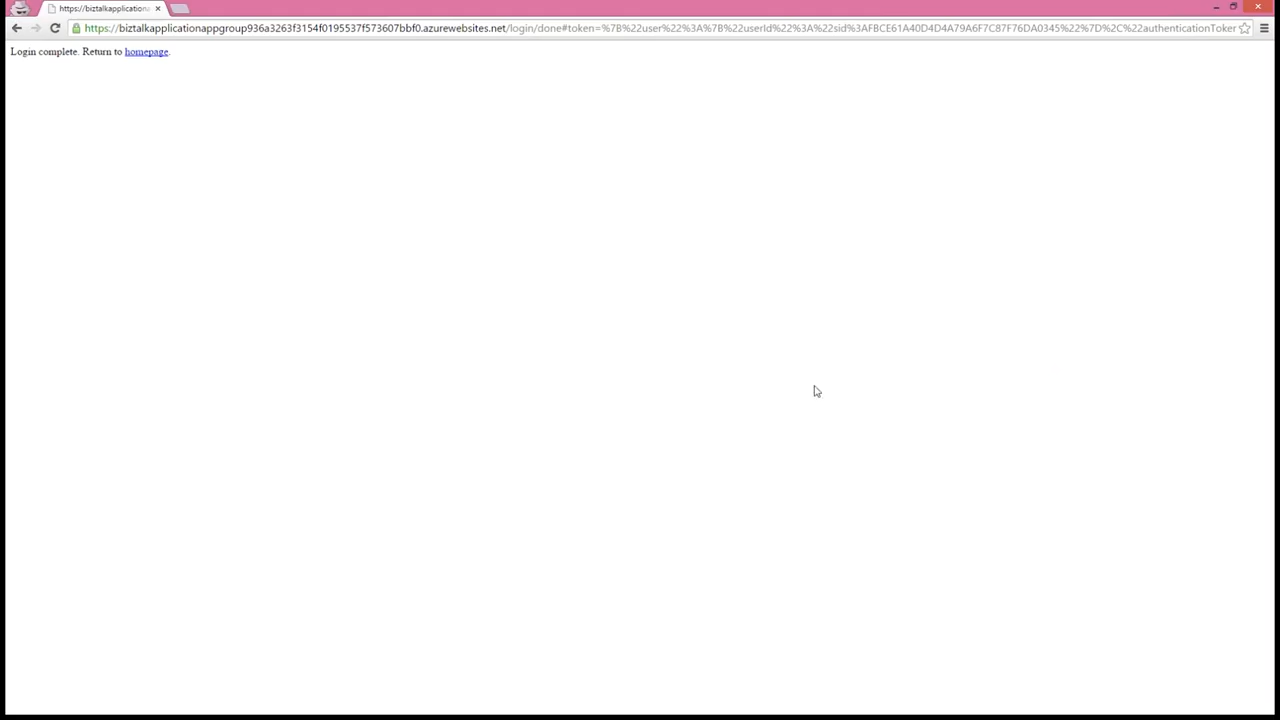 https://biztalkapplication
https://biztalkapplicationappgroup936a3263f3154f0195537f573607bbf0.azurewebsites.net/login/done#token=%7B%22user%22%3A%7B%22userId%22%3A%22sid%3AFBCE61A40D4D4A79A6F7C87F76DA0345%22%7D%2C%22authenticationToken
Login complete. Return to homepage.